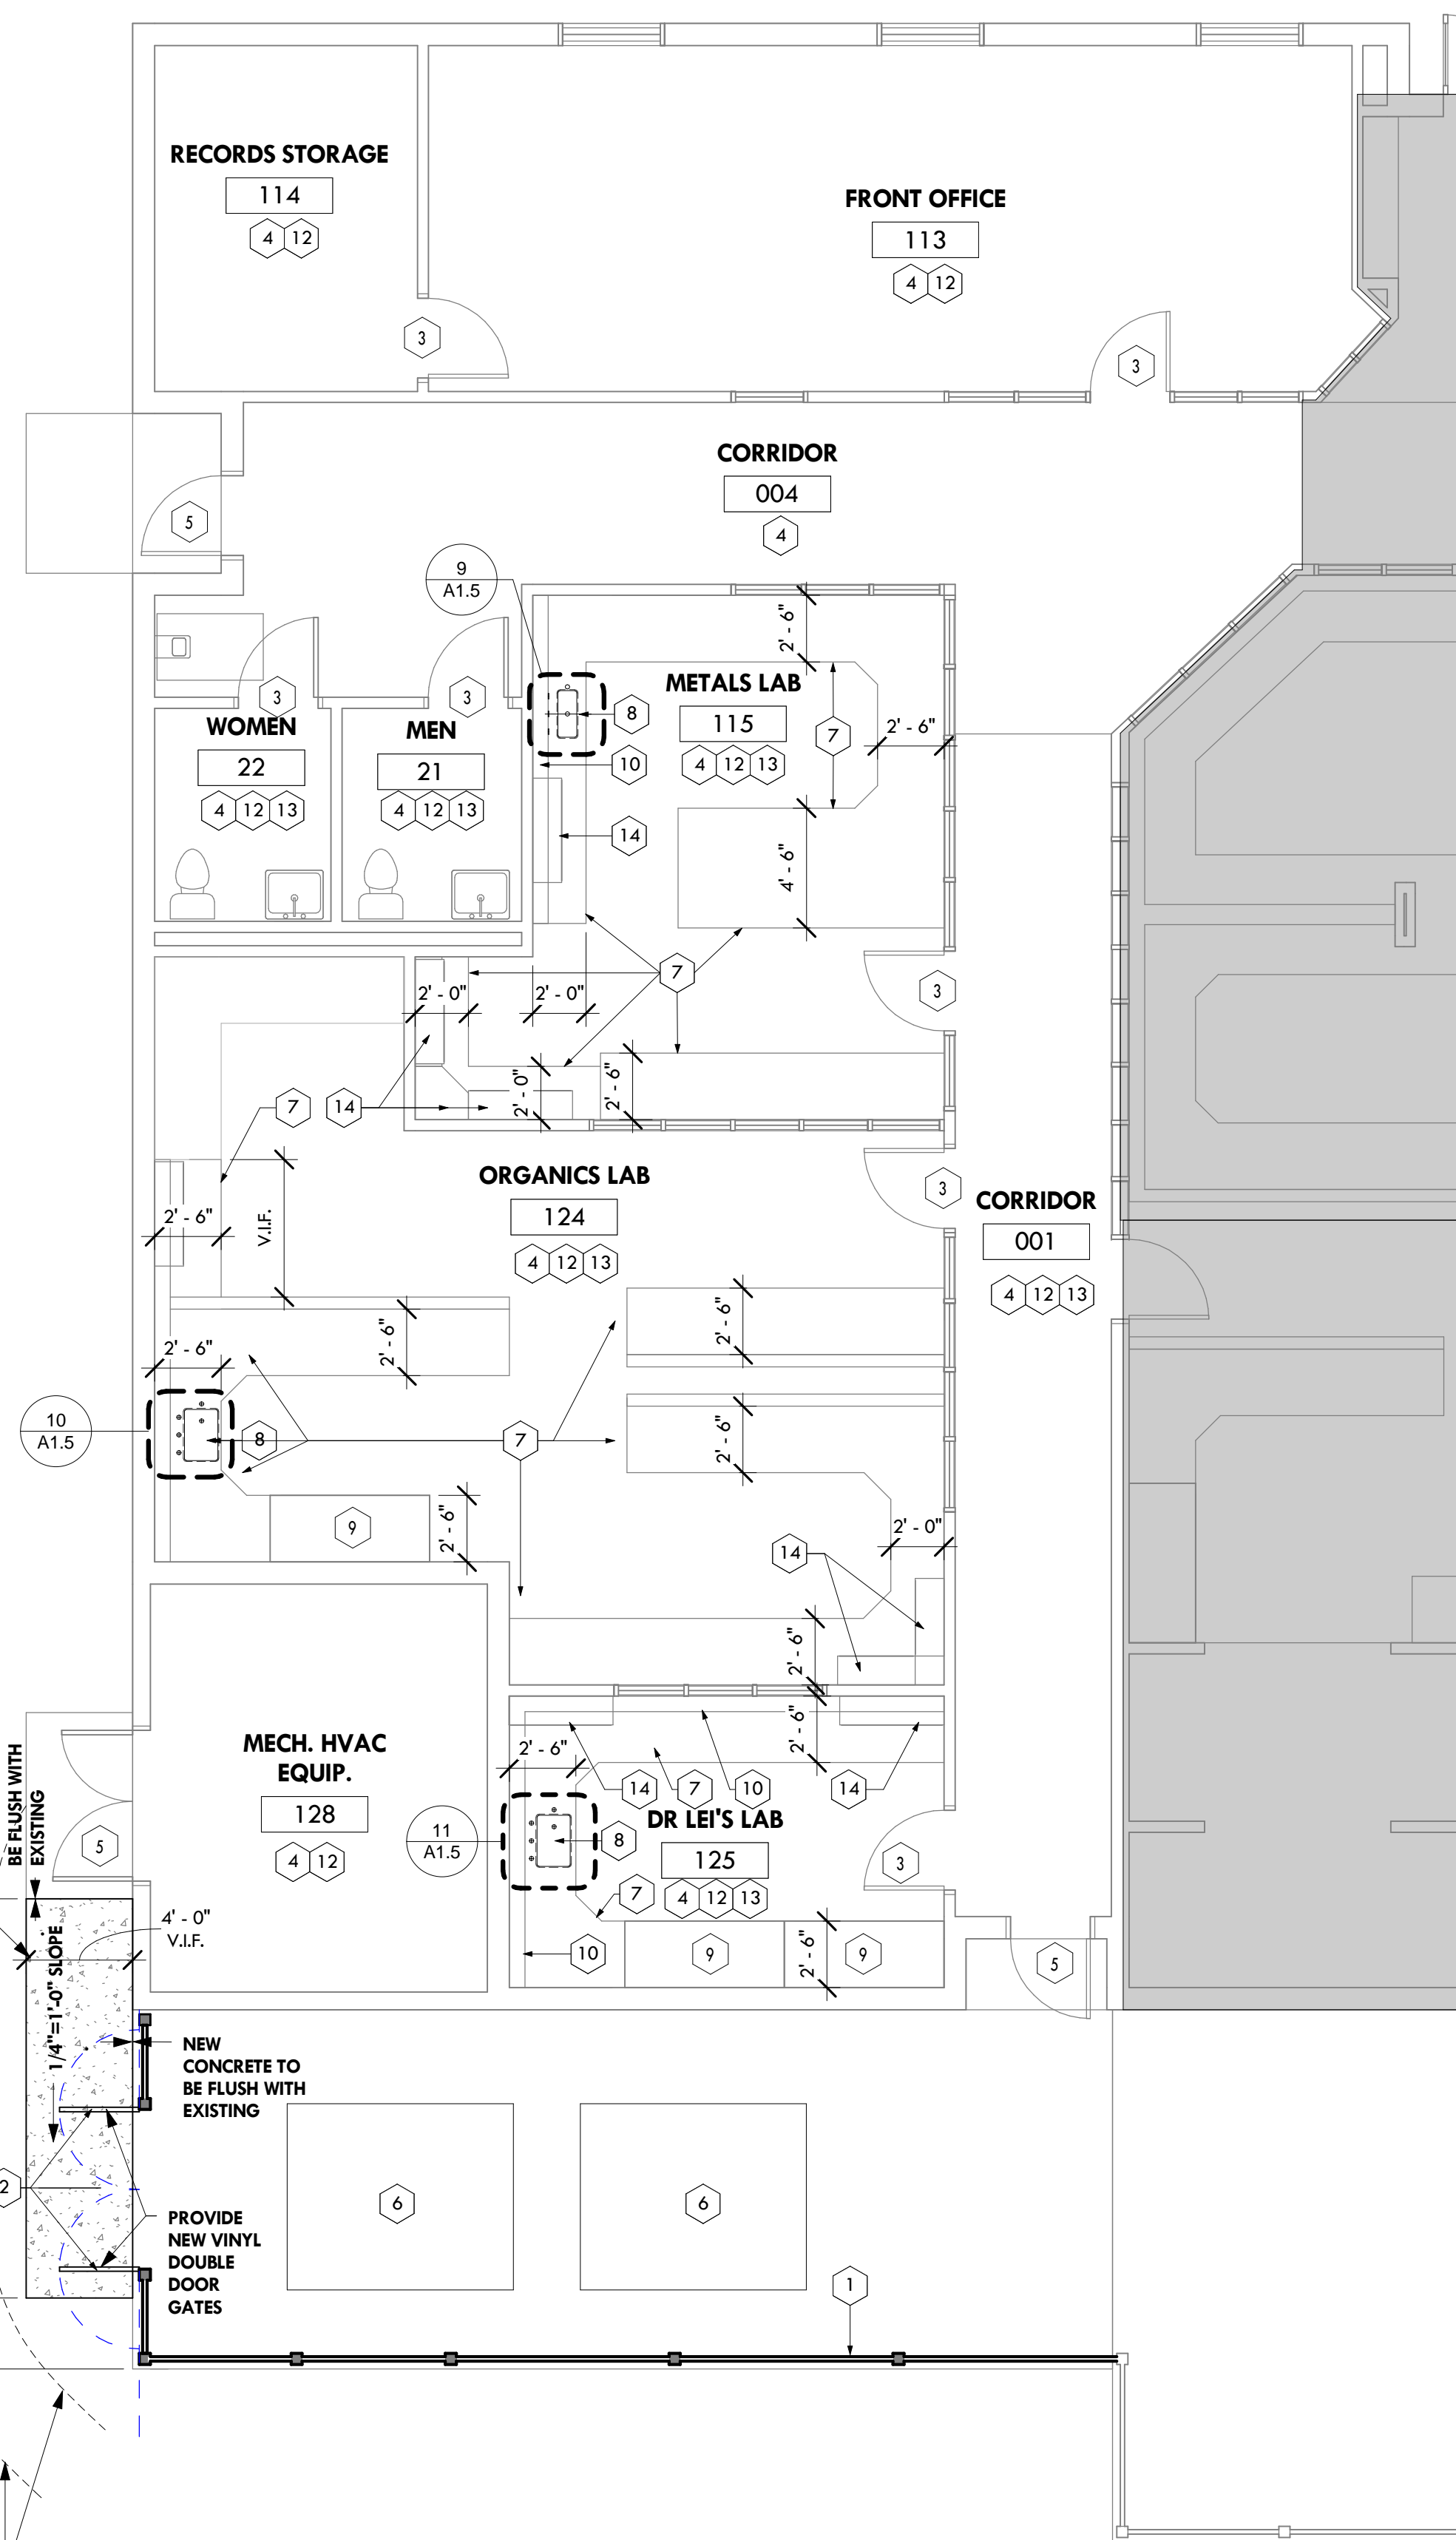 RECORDS STORAGE
114
4 12
FRONT OFFICE
113
4 12
3
3
CORRIDOR
004
4
5
9
A1.5
2' - 6"
METALS LAB
115
4 12 13
8
7
2' - 6"
10
14
4' - 6"
3
3
WOMEN
22
4 12 13
MEN
21
4 12 13
7
3
2' - 0"
2' - 0"
2' - 0"
2' - 6"
7
14
ORGANICS LAB
124
4 12 13
3
CORRIDOR
001
4 12 13
2' - 6"
V.I.F.
2' - 6"
2' - 6"
2' - 6"
2' - 6"
10
A1.5
8
7
9
2' - 6"
2' - 0"
14
2' - 6"
MECH. HVAC
EQUIP.
128
4 12
5
BE FLUSH WITH
EXISTING
2' - 6"
2' - 6"
14
7
10
14
DR LEI'S LAB
125
4 12 13
11
A1.5
8
7
3
10
9
9
2' - 6"
5
4' - 0"
V.I.F.
1/4"=1'-0" SLOPE
NEW
CONCRETE TO
BE FLUSH WITH
EXISTING
2
PROVIDE
NEW VINYL
DOUBLE
DOOR
GATES
6
6
1